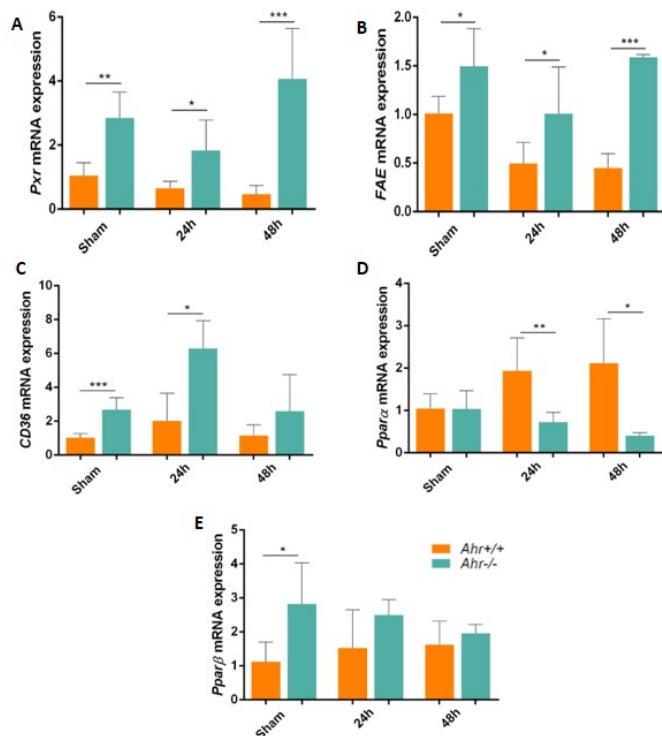 A
Pxr mRNA expression
6
4
2
0
**
*
***
Sham
24h
48h
B
FAE mRNA expression
2.0
1.5
1.0
0.5
0.0
*
*
***
Sham
24h
48h
C
CD36 mRNA expression
10
8
6
4
2
0
***
*
Sham
24h
48h
D
Pparα mRNA expression
4
3
2
1
0
**
*
Sham
24h
48h
E
Pparβ mRNA expression
5
4
3
2
1
0
*
Sham
24h
48h
Ahr+/+
Ahr-/-